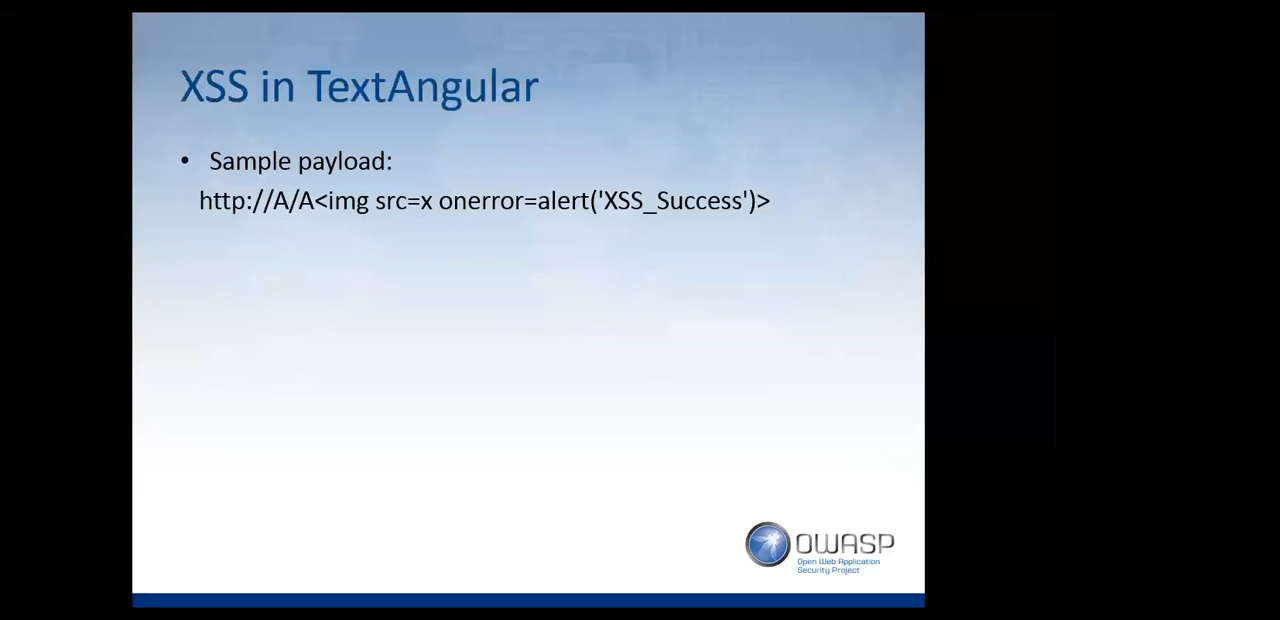 XSS in TextAngular
• Sample payload:
http://A/A<img src=x onerror=alert('XSS_Success')>
OWASP
Open Web Application
Security Project